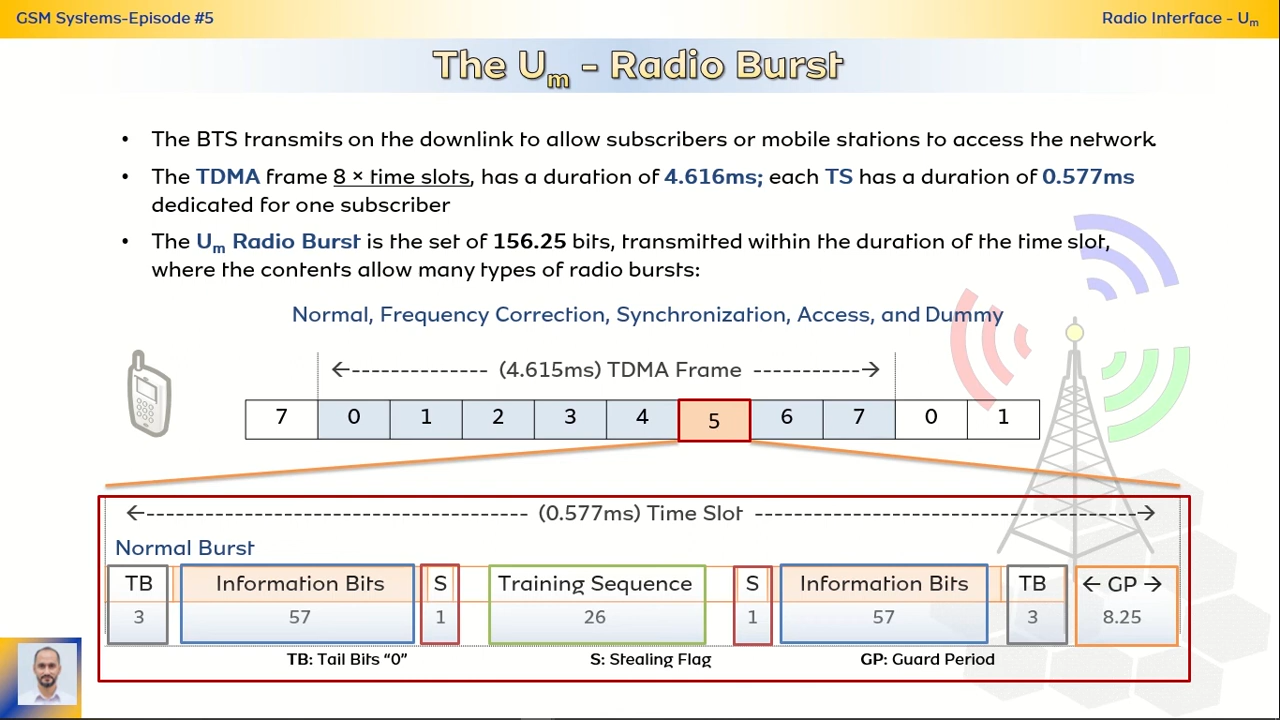 GSM Systems-Episode #5
Radio Interface - Um
The Um - Radio Burst
• The BTS transmits on the downlink to allow subscribers or mobile stations to access the network.
• The TDMA frame 8 × time slots, has a duration of 4.616ms; each TS has a duration of 0.577ms
dedicated for one subscriber
• The Um Radio Burst is the set of 156.25 bits, transmitted within the duration of the time slot,
where the contents allow many types of radio bursts:
Normal, Frequency Correction, Synchronization, Access, and Dummy
←-------------- (4.615ms) TDMA Frame -----------→
7 0 1 2 3 4 5 6 7 0 1
←--------------------------------------- (0.577ms) Time Slot ---------------------------------------→
Normal Burst
TB Information Bits S Training Sequence S Information Bits TB ← GP →
3 57 1 26 1 57 3 8.25
TB: Tail Bits “0” S: Stealing Flag GP: Guard Period